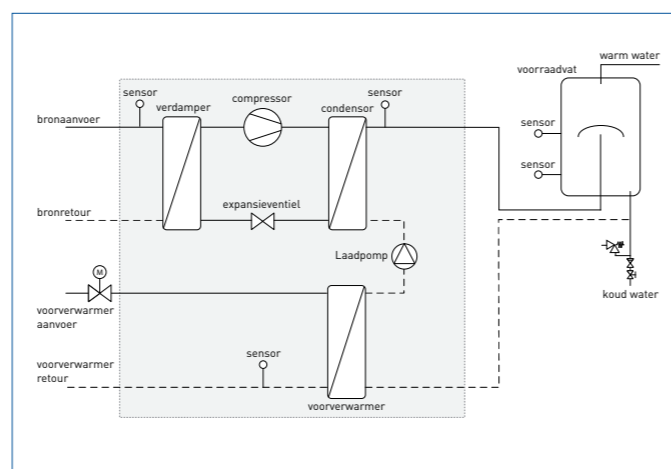 warm water
voorraadvat
sensor
verdamper
compressor
condensor
sensor
bronaanvoer
sensor
sensor
bronretour
expansieventiel
Laadpomp
M
voorverwarmer
aanvoer
koud water
voorverwarmer
retour
sensor
voorverwarmer